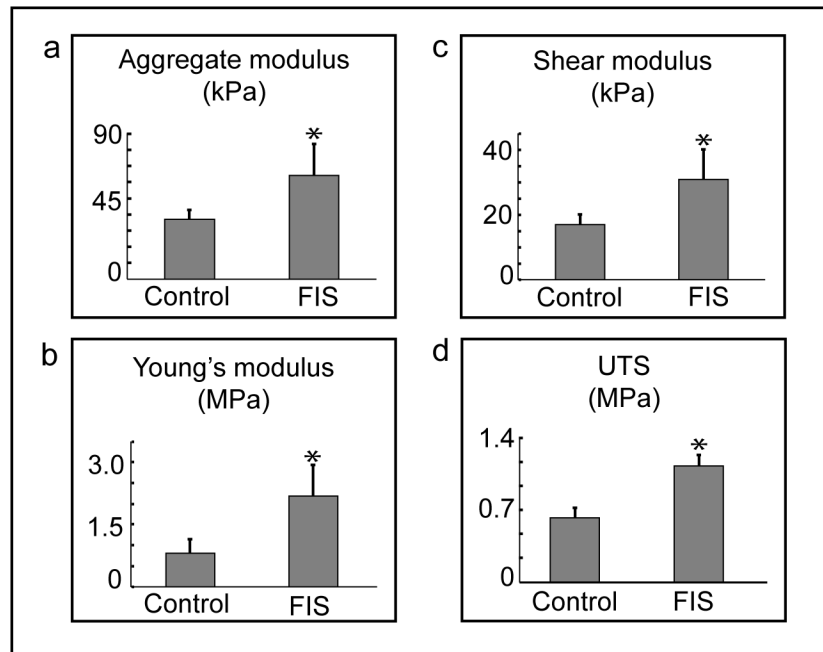 a
Aggregate modulus
(kPa)
90
45
0
*
Control FIS
b
Young's modulus
(MPa)
3.0
1.5
0
*
Control FIS
c
Shear modulus
(kPa)
40
20
0
*
Control FIS
d
UTS
(MPa)
1.4
0.7
0
*
Control FIS